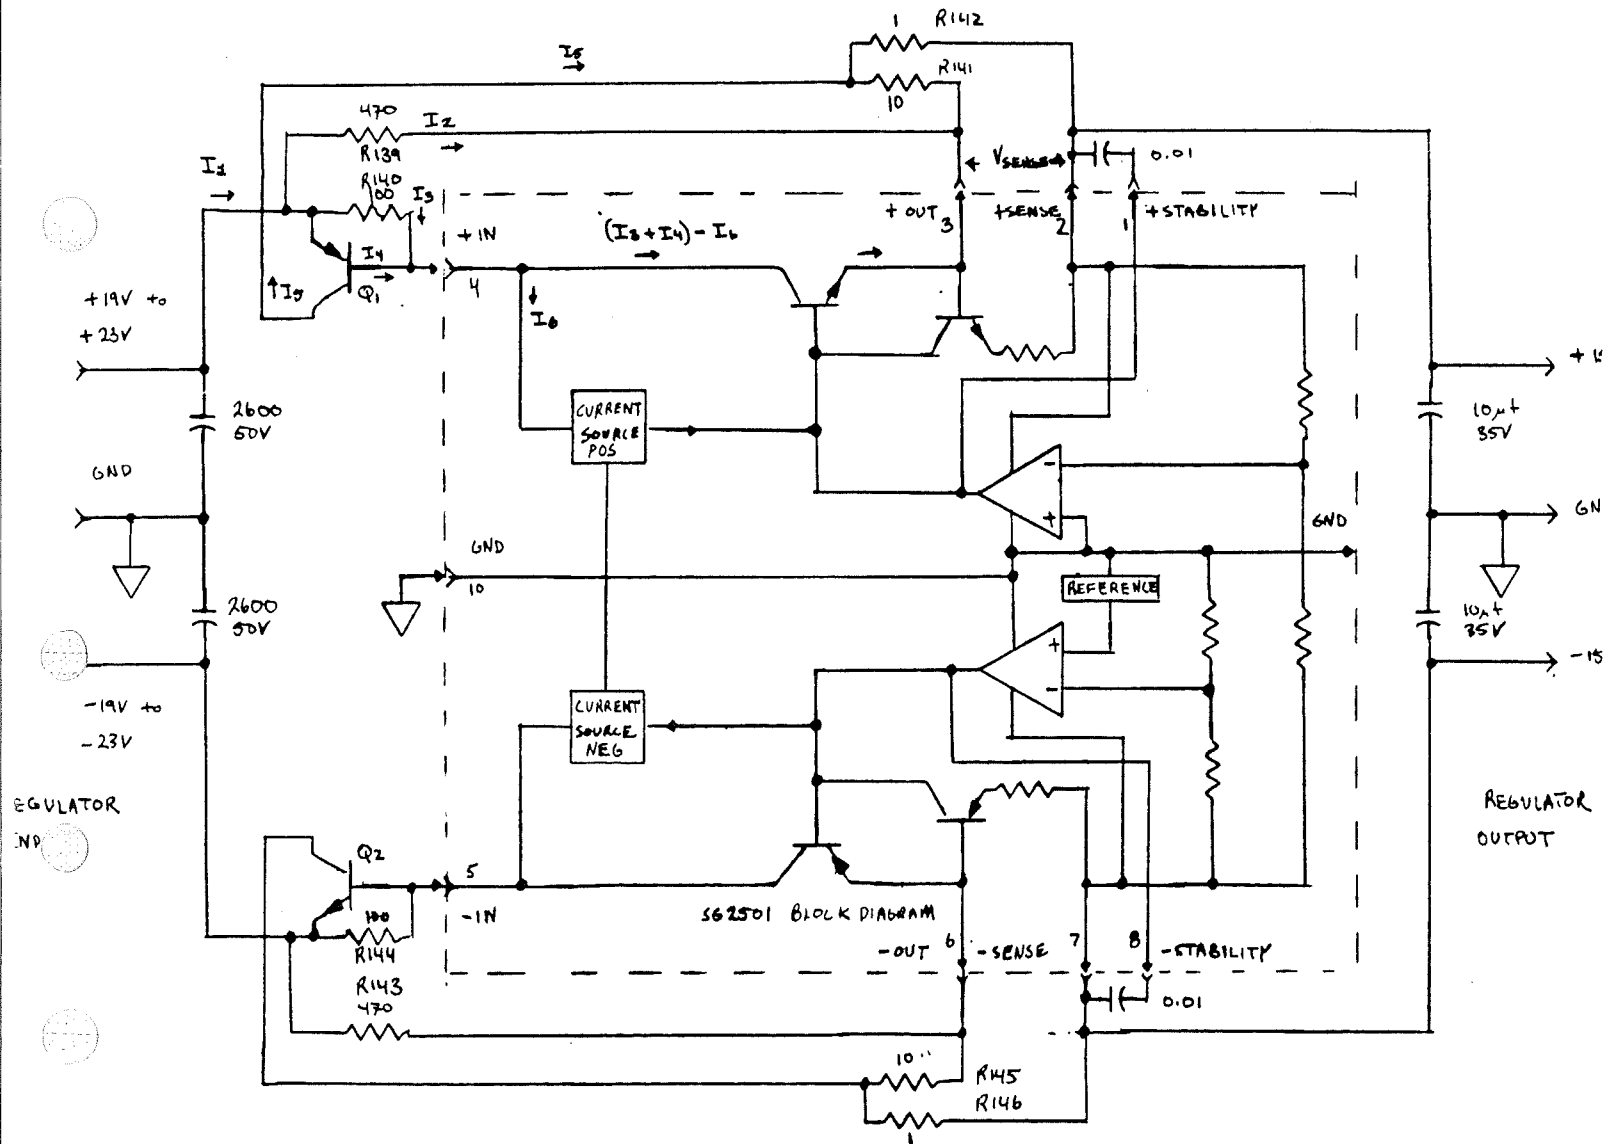 1 R142
I5
R141
10
470
I2
R139
R140
I1
I3
VSENSE
0.01
+ OUT
+SENSE
+STABILITY
3
2
1
+ IN
(I3 + I4) - I6
I4
4
Q1
I5
I6
+19V to
+23V
2600
50V
CURRENT
SOURCE
POS
10µf
35V
GND
GND
GND
10
REFERENCE
2600
50V
10µf
35V
-19V to
-23V
CURRENT
SOURCE
NEG
EGULATOR
REGULATOR
OUTPUT
Q2
5
-IN
SG2501 BLOCK DIAGRAM
100
R144
-OUT
6
-SENSE
7
8
-STABILITY
R143
470
0.01
10
R145
R146
1